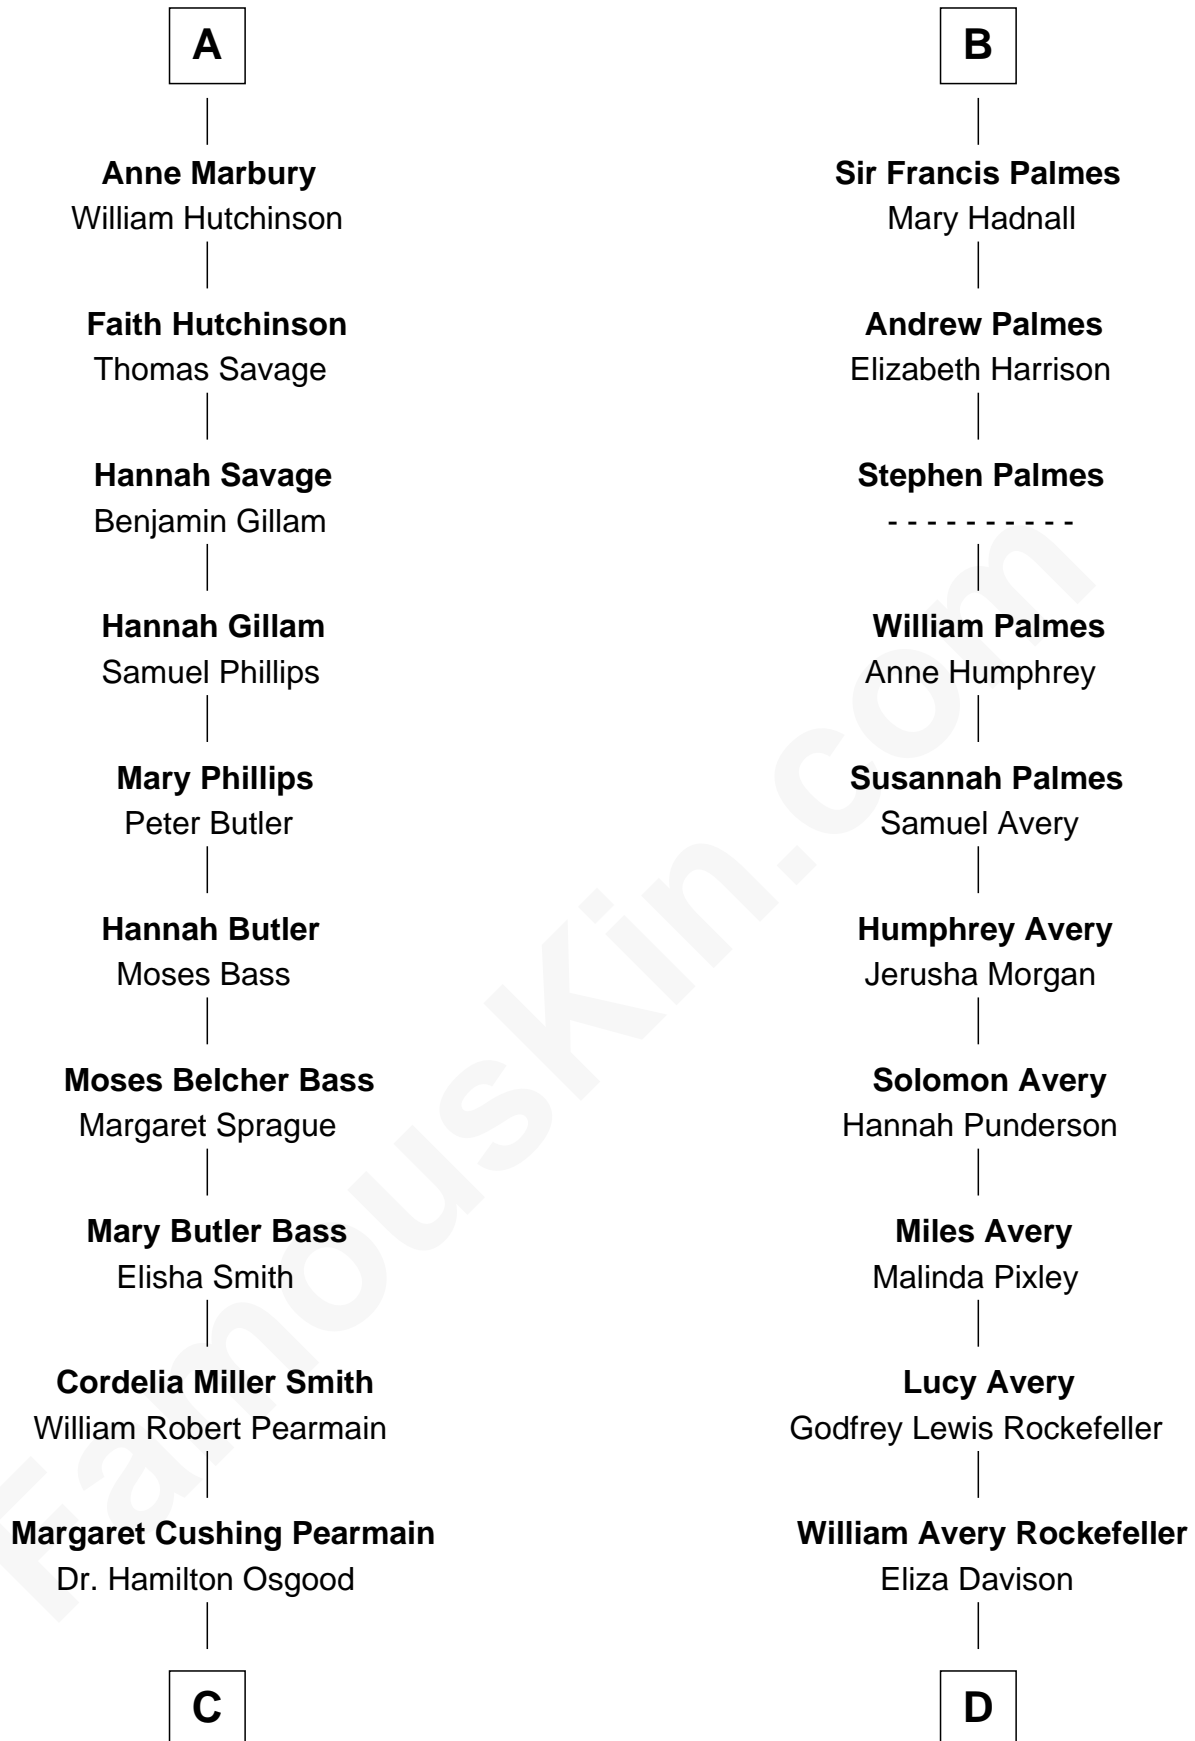 A
Anne Marbury
William Hutchinson
Faith Hutchinson
Thomas Savage
Hannah Savage
Benjamin Gillam
Hannah Gillam
Samuel Phillips
Mary Phillips
Peter Butler
Hannah Butler
Moses Bass
Moses Belcher Bass
Margaret Sprague
Mary Butler Bass
Elisha Smith
Cordelia Miller Smith
William Robert Pearmain
Margaret Cushing Pearmain
Dr. Hamilton Osgood
C
B
Sir Francis Palmes
Mary Hadnall
Andrew Palmes
Elizabeth Harrison
Stephen Palmes
- - - - - - - - - -
William Palmes
Anne Humphrey
Susannah Palmes
Samuel Avery
Humphrey Avery
Jerusha Morgan
Solomon Avery
Hannah Punderson
Miles Avery
Malinda Pixley
Lucy Avery
Godfrey Lewis Rockefeller
William Avery Rockefeller
Eliza Davison
D
FamousKin.com